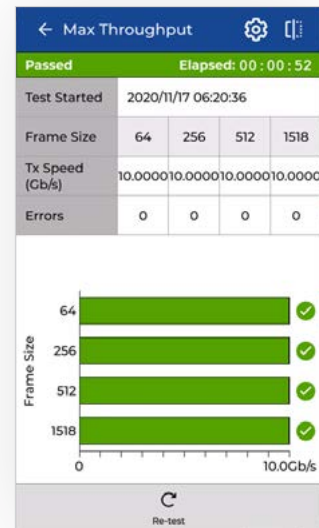 Max Throughput
Passed Elapsed: 00:00:52
Test Started 2020/11/17 06:20:36
Frame Size 64 256 512 1518
Tx Speed (Gb/s) 10.0000 10.0000 10.0000 10.0000
Errors 0 0 0 0
Frame Size
64
256
512
1518
0 10.0Gb/s
Re-test